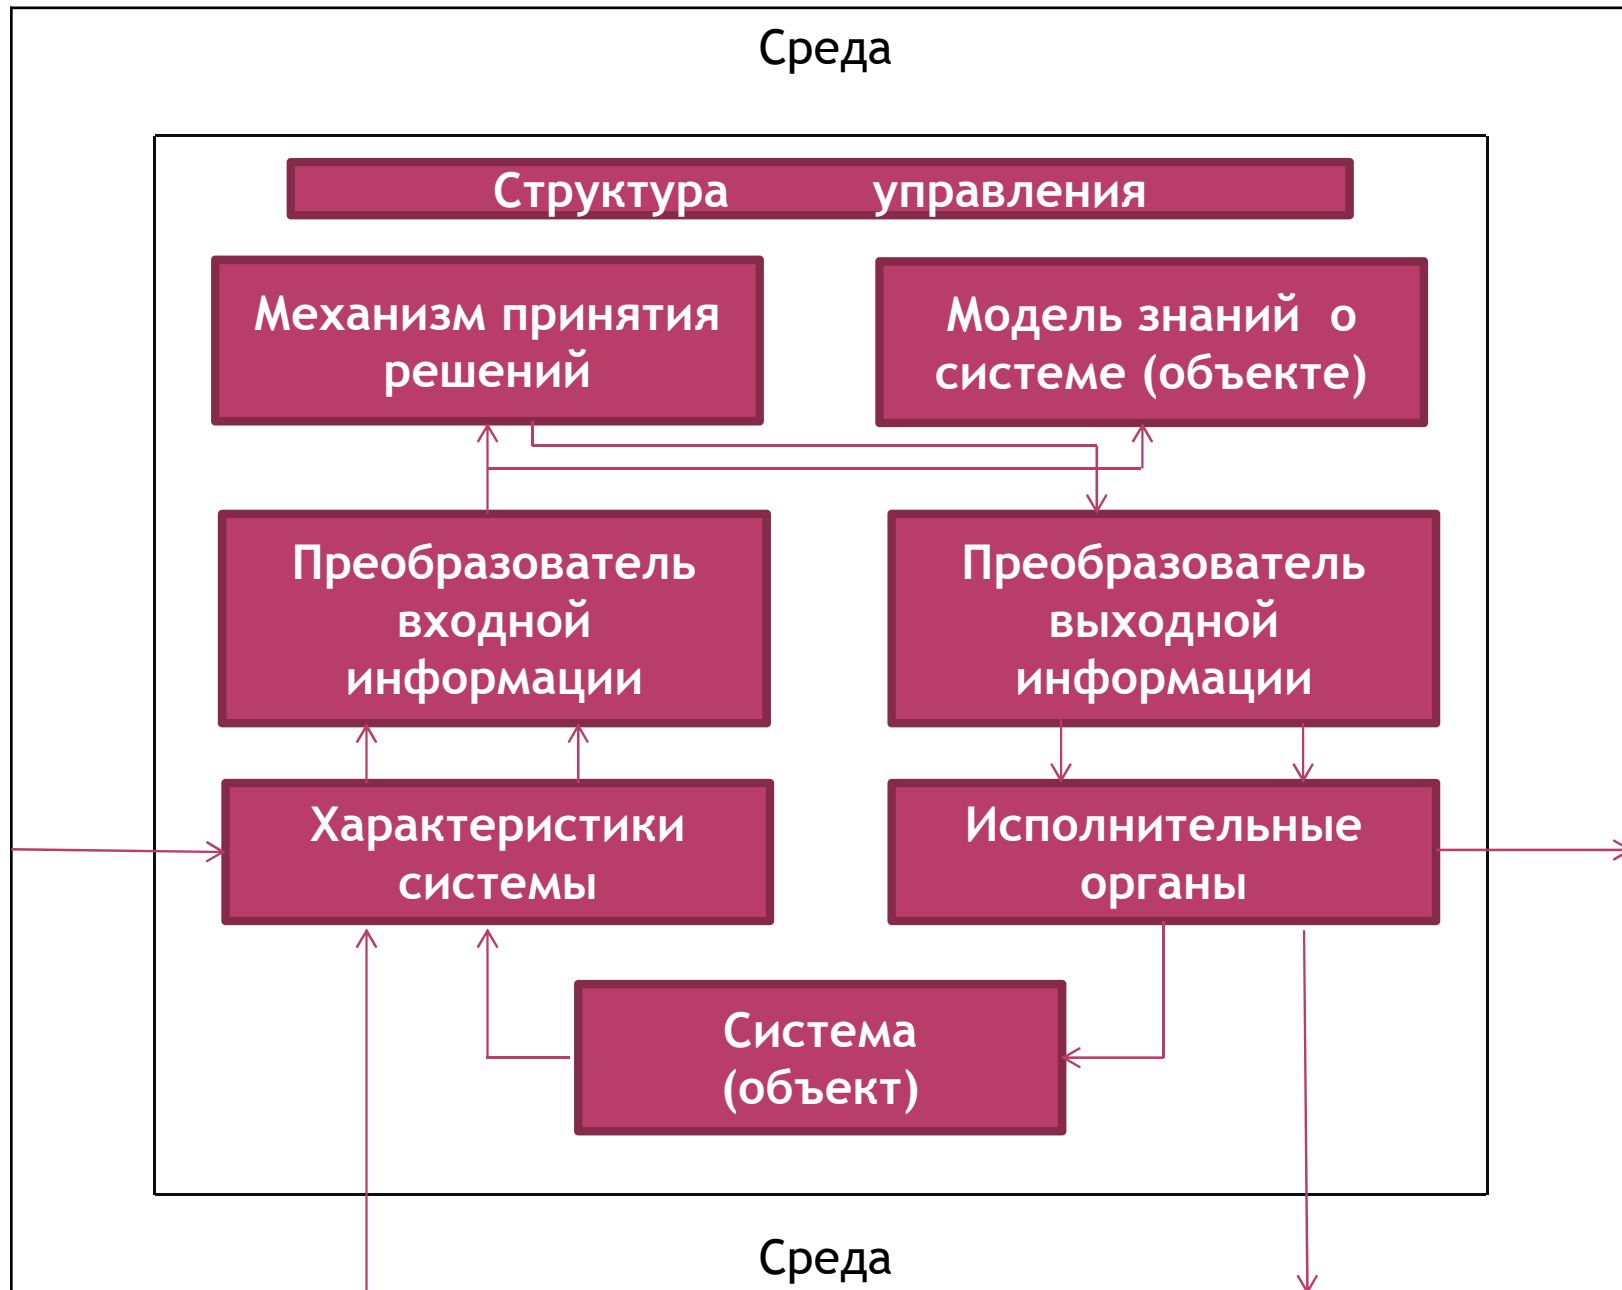 Среда
Структура управления
Механизм принятия
решений
Модель знаний о
системе (объекте)
Преобразователь
входной
информации
Преобразователь
выходной
информации
Характеристики
системы
Исполнительные
органы
Система
(объект)
Среда